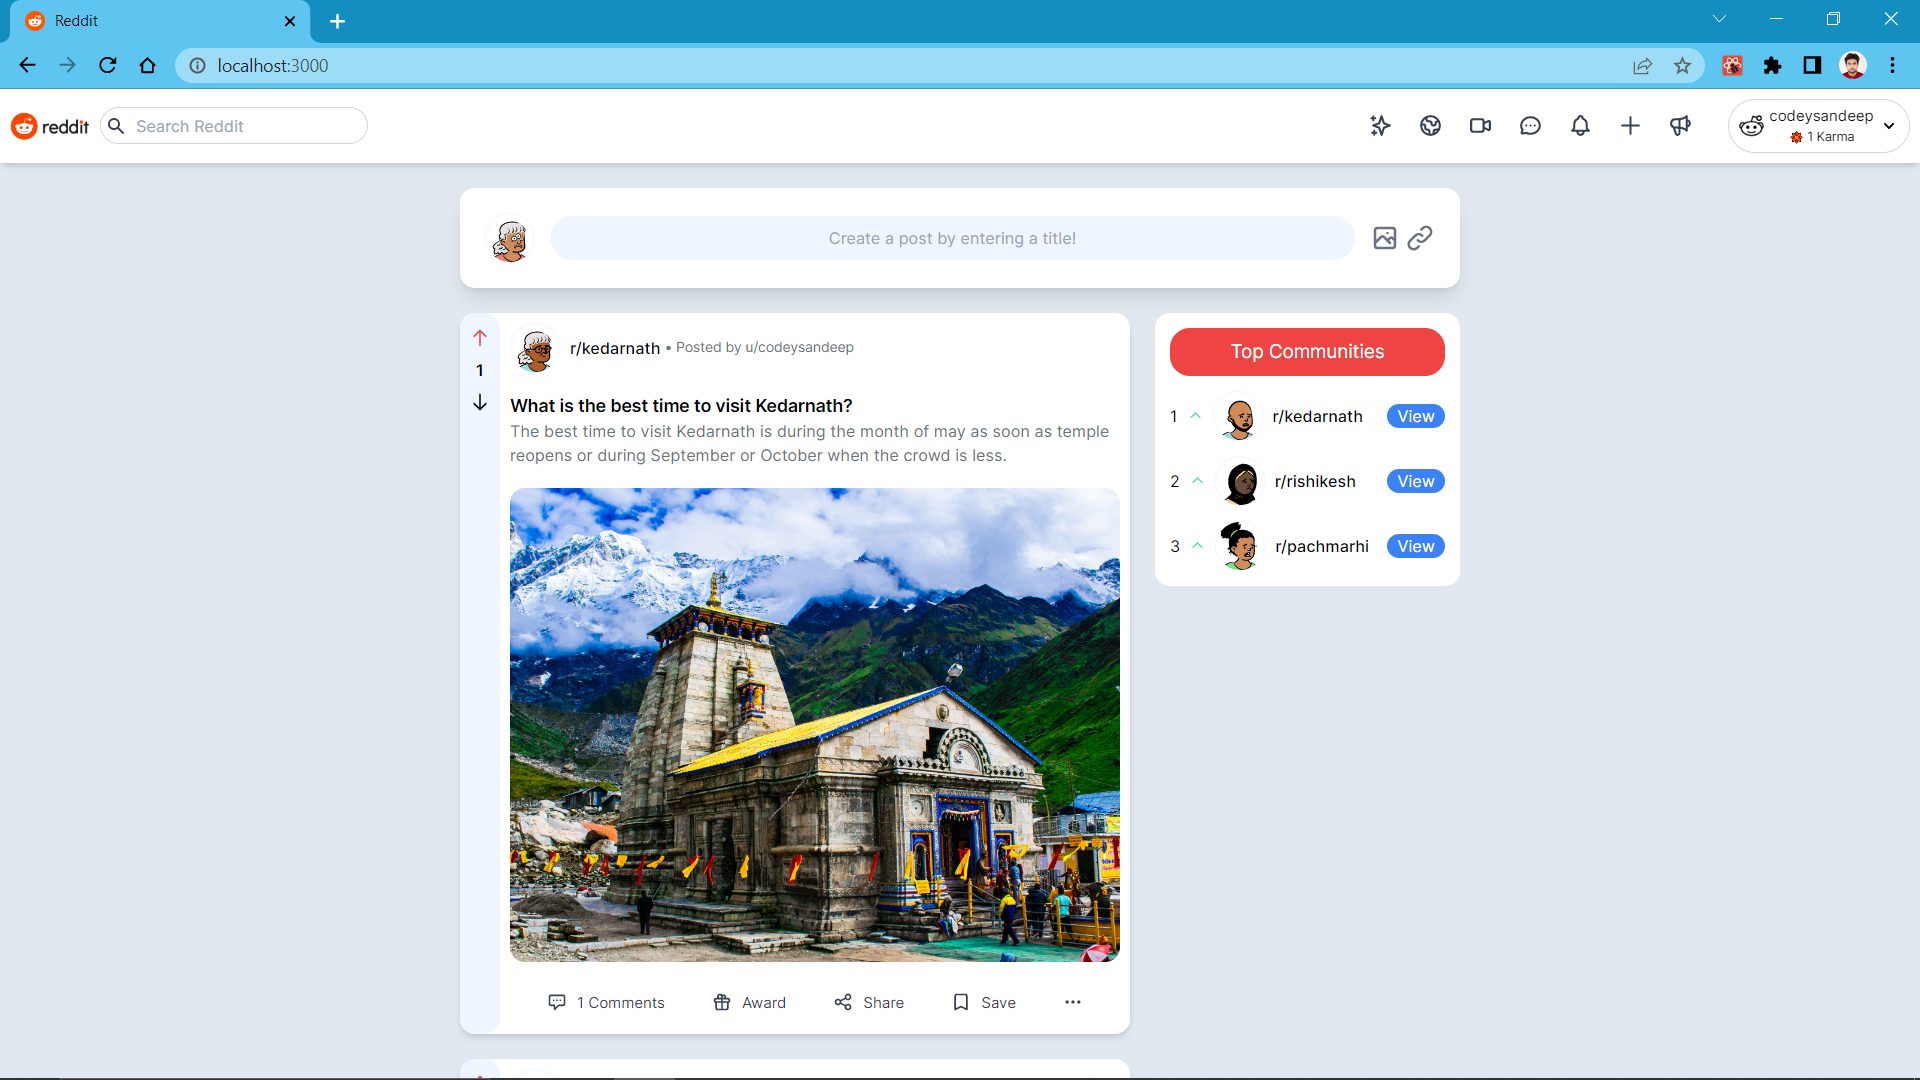 Reddit
localhost:3000
reddit
Search Reddit
codeysandeep
1 Karma
Create a post by entering a title!
1
r/kedarnath • Posted by u/codeysandeep
What is the best time to visit Kedarnath?
The best time to visit Kedarnath is during the month of may as soon as temple
reopens or during September or October when the crowd is less.
1 Comments
Award
Share
Save
Top Communities
1 r/kedarnath View
2 r/rishikesh View
3 r/pachmarhi View